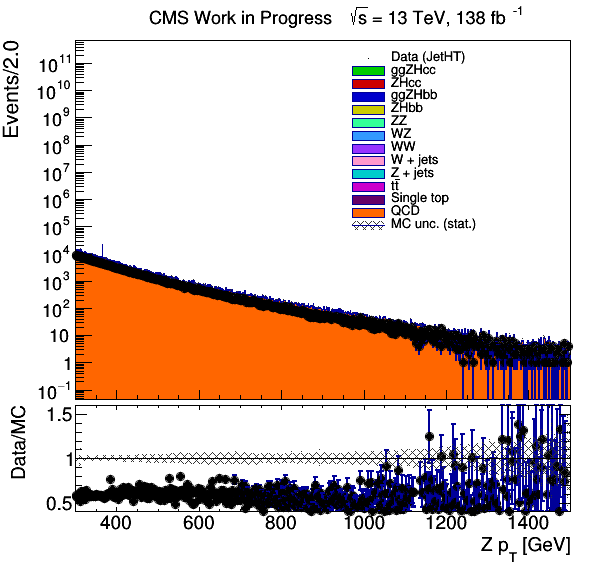 CMS Work in Progress √s = 13 TeV, 138 fb⁻¹
Events/2.0
10¹¹
10¹⁰
10⁹
10⁸
10⁷
10⁶
10⁵
10⁴
10³
10²
10
1
10⁻¹
Data (JetHT)
ggZHcc
ZHcc
ggZHbb
ZHbb
ZZ
WZ
WW
W + jets
Z + jets
tt̄
Single top
QCD
MC unc. (stat.)
Data/MC
1.5
1
0.5
400 600 800 1000 1200 1400
Z p_T [GeV]